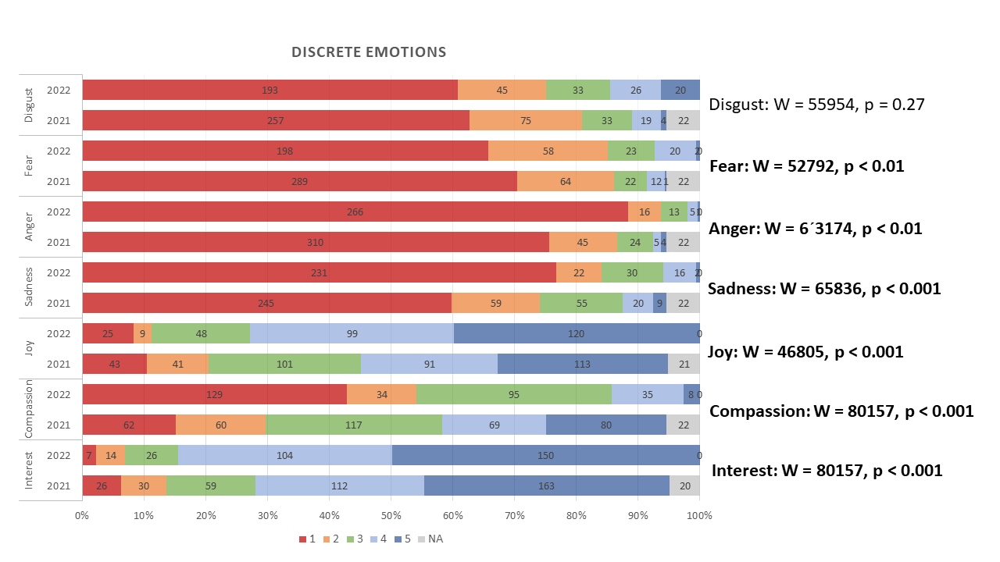 DISCRETE EMOTIONS
Disgust
2022
193 45 33 26 20
2021
257 75 33 19 4 22
Disgust: W = 55954, p = 0.27
Fear
2022
198 58 23 20 2 0
2021
289 64 22 12 1 22
Fear: W = 52792, p < 0.01
Anger
2022
266 16 13 5 1 0
2021
310 45 24 5 4 22
Anger: W = 6´3174, p < 0.01
Sadness
2022
231 22 30 16 2 0
2021
245 59 55 20 9 22
Sadness: W = 65836, p < 0.001
Joy
2022
25 9 48 99 120 0
2021
43 41 101 91 113 21
Joy: W = 46805, p < 0.001
Compassion
2022
129 34 95 35 8 0
2021
62 60 117 69 80 22
Compassion: W = 80157, p < 0.001
Interest
2022
7 14 26 104 150 0
2021
26 30 59 112 163 20
Interest: W = 80157, p < 0.001
0% 10% 20% 30% 40% 50% 60% 70% 80% 90% 100%
1 2 3 4 5 NA